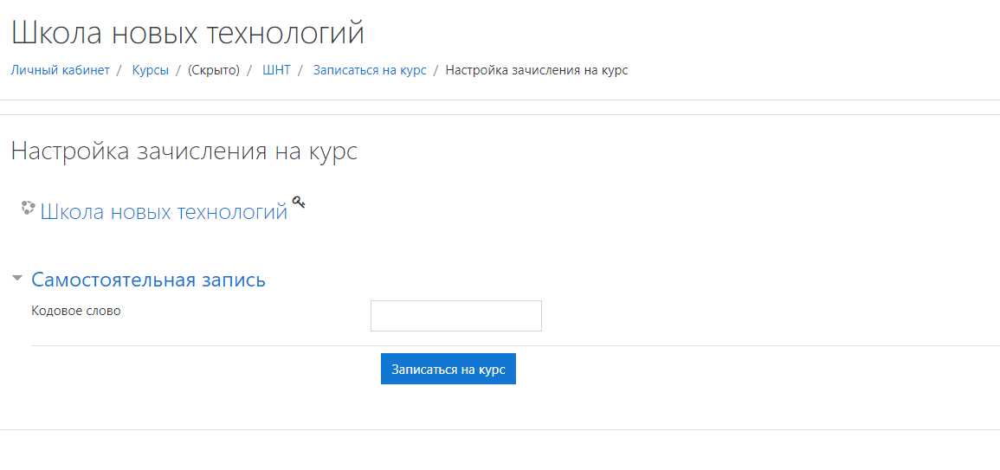 Школа новых технологий
Личный кабинет / Курсы / (Скрыто) / ШНТ / Записаться на курс / Настройка зачисления на курс
Настройка зачисления на курс
Школа новых технологий
Самостоятельная запись
Кодовое слово
Записаться на курс